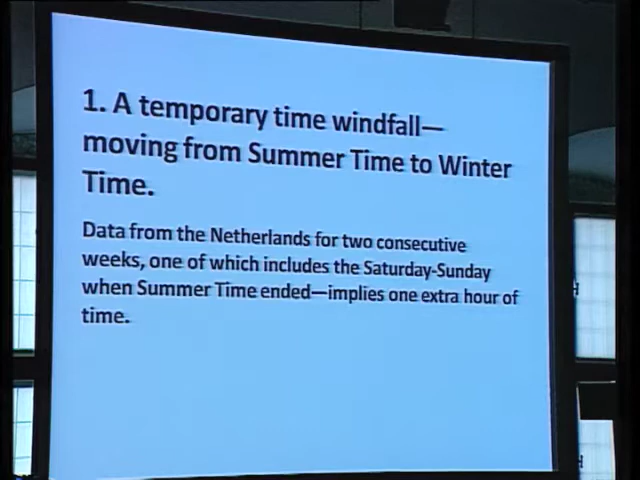 1. A temporary time windfall—
moving from Summer Time to Winter
Time.
Data from the Netherlands for two consecutive
weeks, one of which includes the Saturday-Sunday
when Summer Time ended—implies one extra hour of
time.